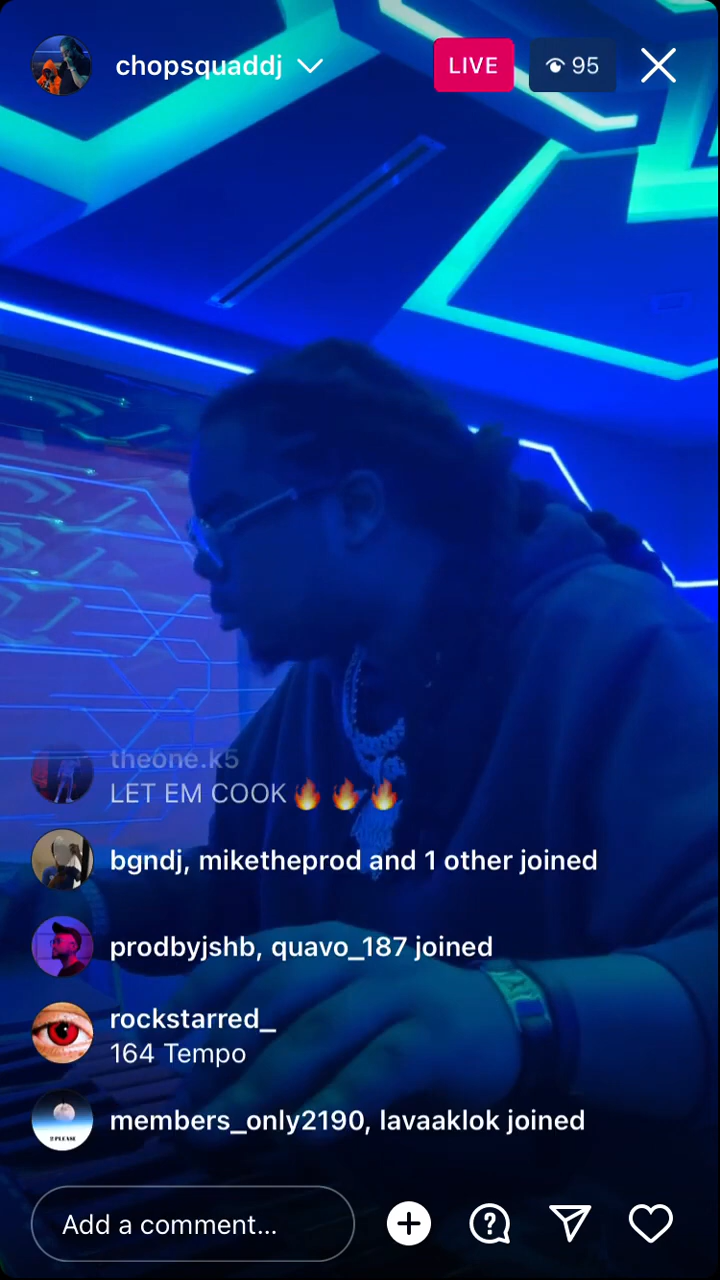 chopsquaddj
LIVE
95
theone.k5
LET EM COOK🔥🔥🔥
bgndj, miketheprod and 1 other joined
prodbyjshb, quavo_187 joined
rockstarred_
164 Tempo
members_only2190, lavaaklok joined
Add a comment...